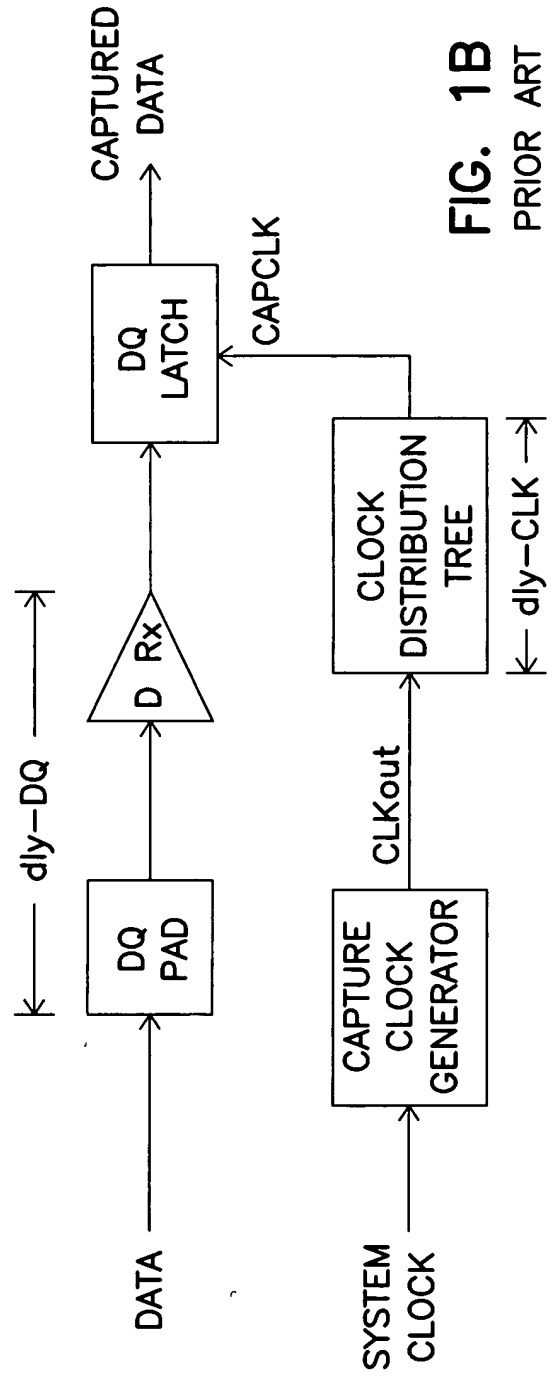 dly-DQ
DATA
DQ
PAD
D Rx
DQ
LATCH
CAPTURED
DATA
SYSTEM
CLOCK
CAPTURE
CLOCK
GENERATOR
CLKout
CLOCK
DISTRIBUTION
TREE
dly-CLK
CAPCLK
FIG. 1B
PRIOR ART